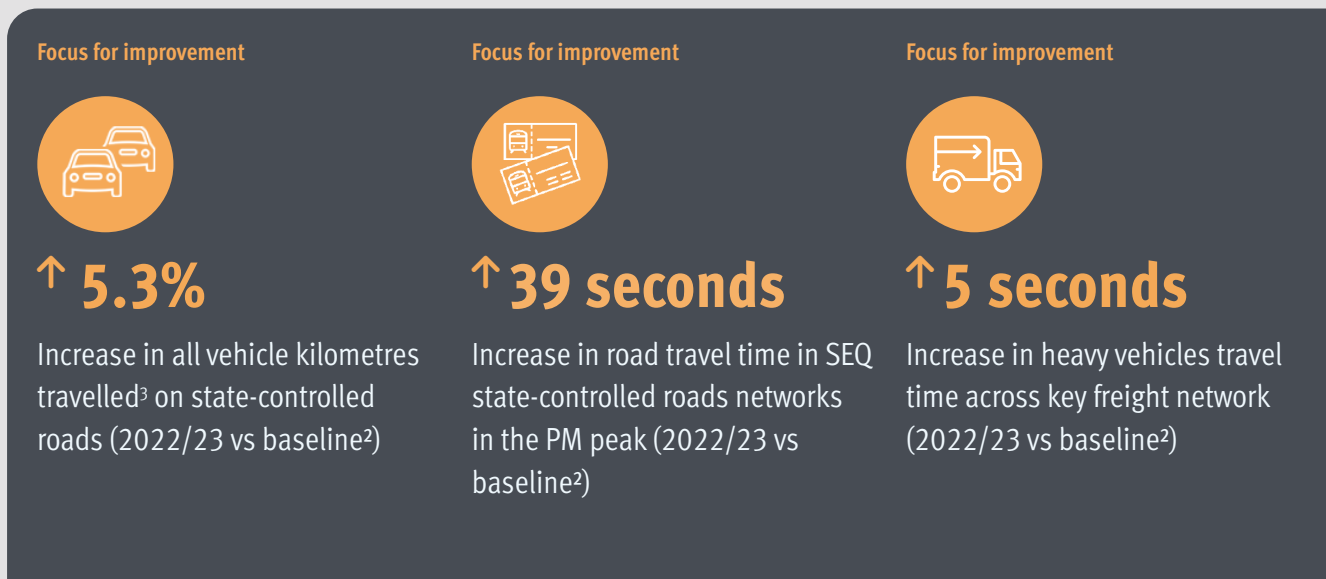 Focus for improvement
↑ 5.3%
Increase in all vehicle kilometres
travelled³ on state-controlled
roads (2022/23 vs baseline²)
Focus for improvement
↑ 39 seconds
Increase in road travel time in SEQ
state-controlled roads networks
in the PM peak (2022/23 vs
baseline²)
Focus for improvement
↑ 5 seconds
Increase in heavy vehicles travel
time across key freight network
(2022/23 vs baseline²)